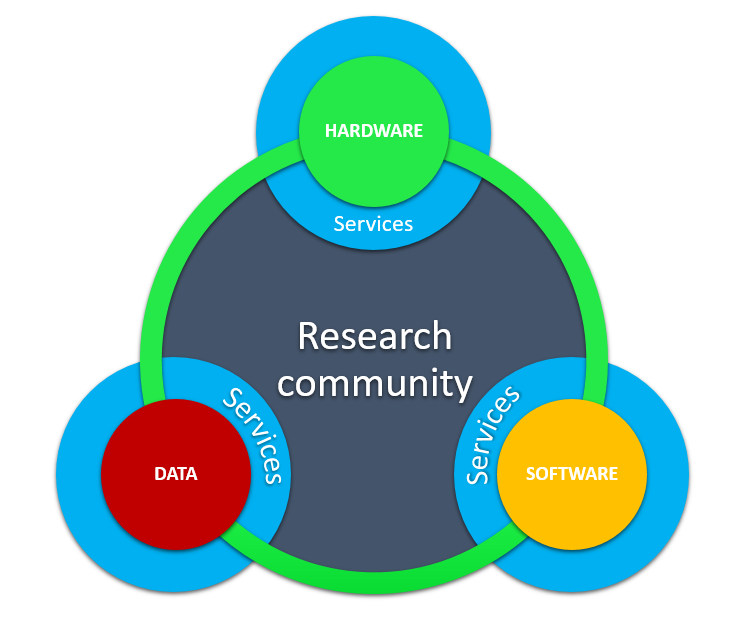 HARDWARE
Services
Research
community
Services
Services
DATA
SOFTWARE